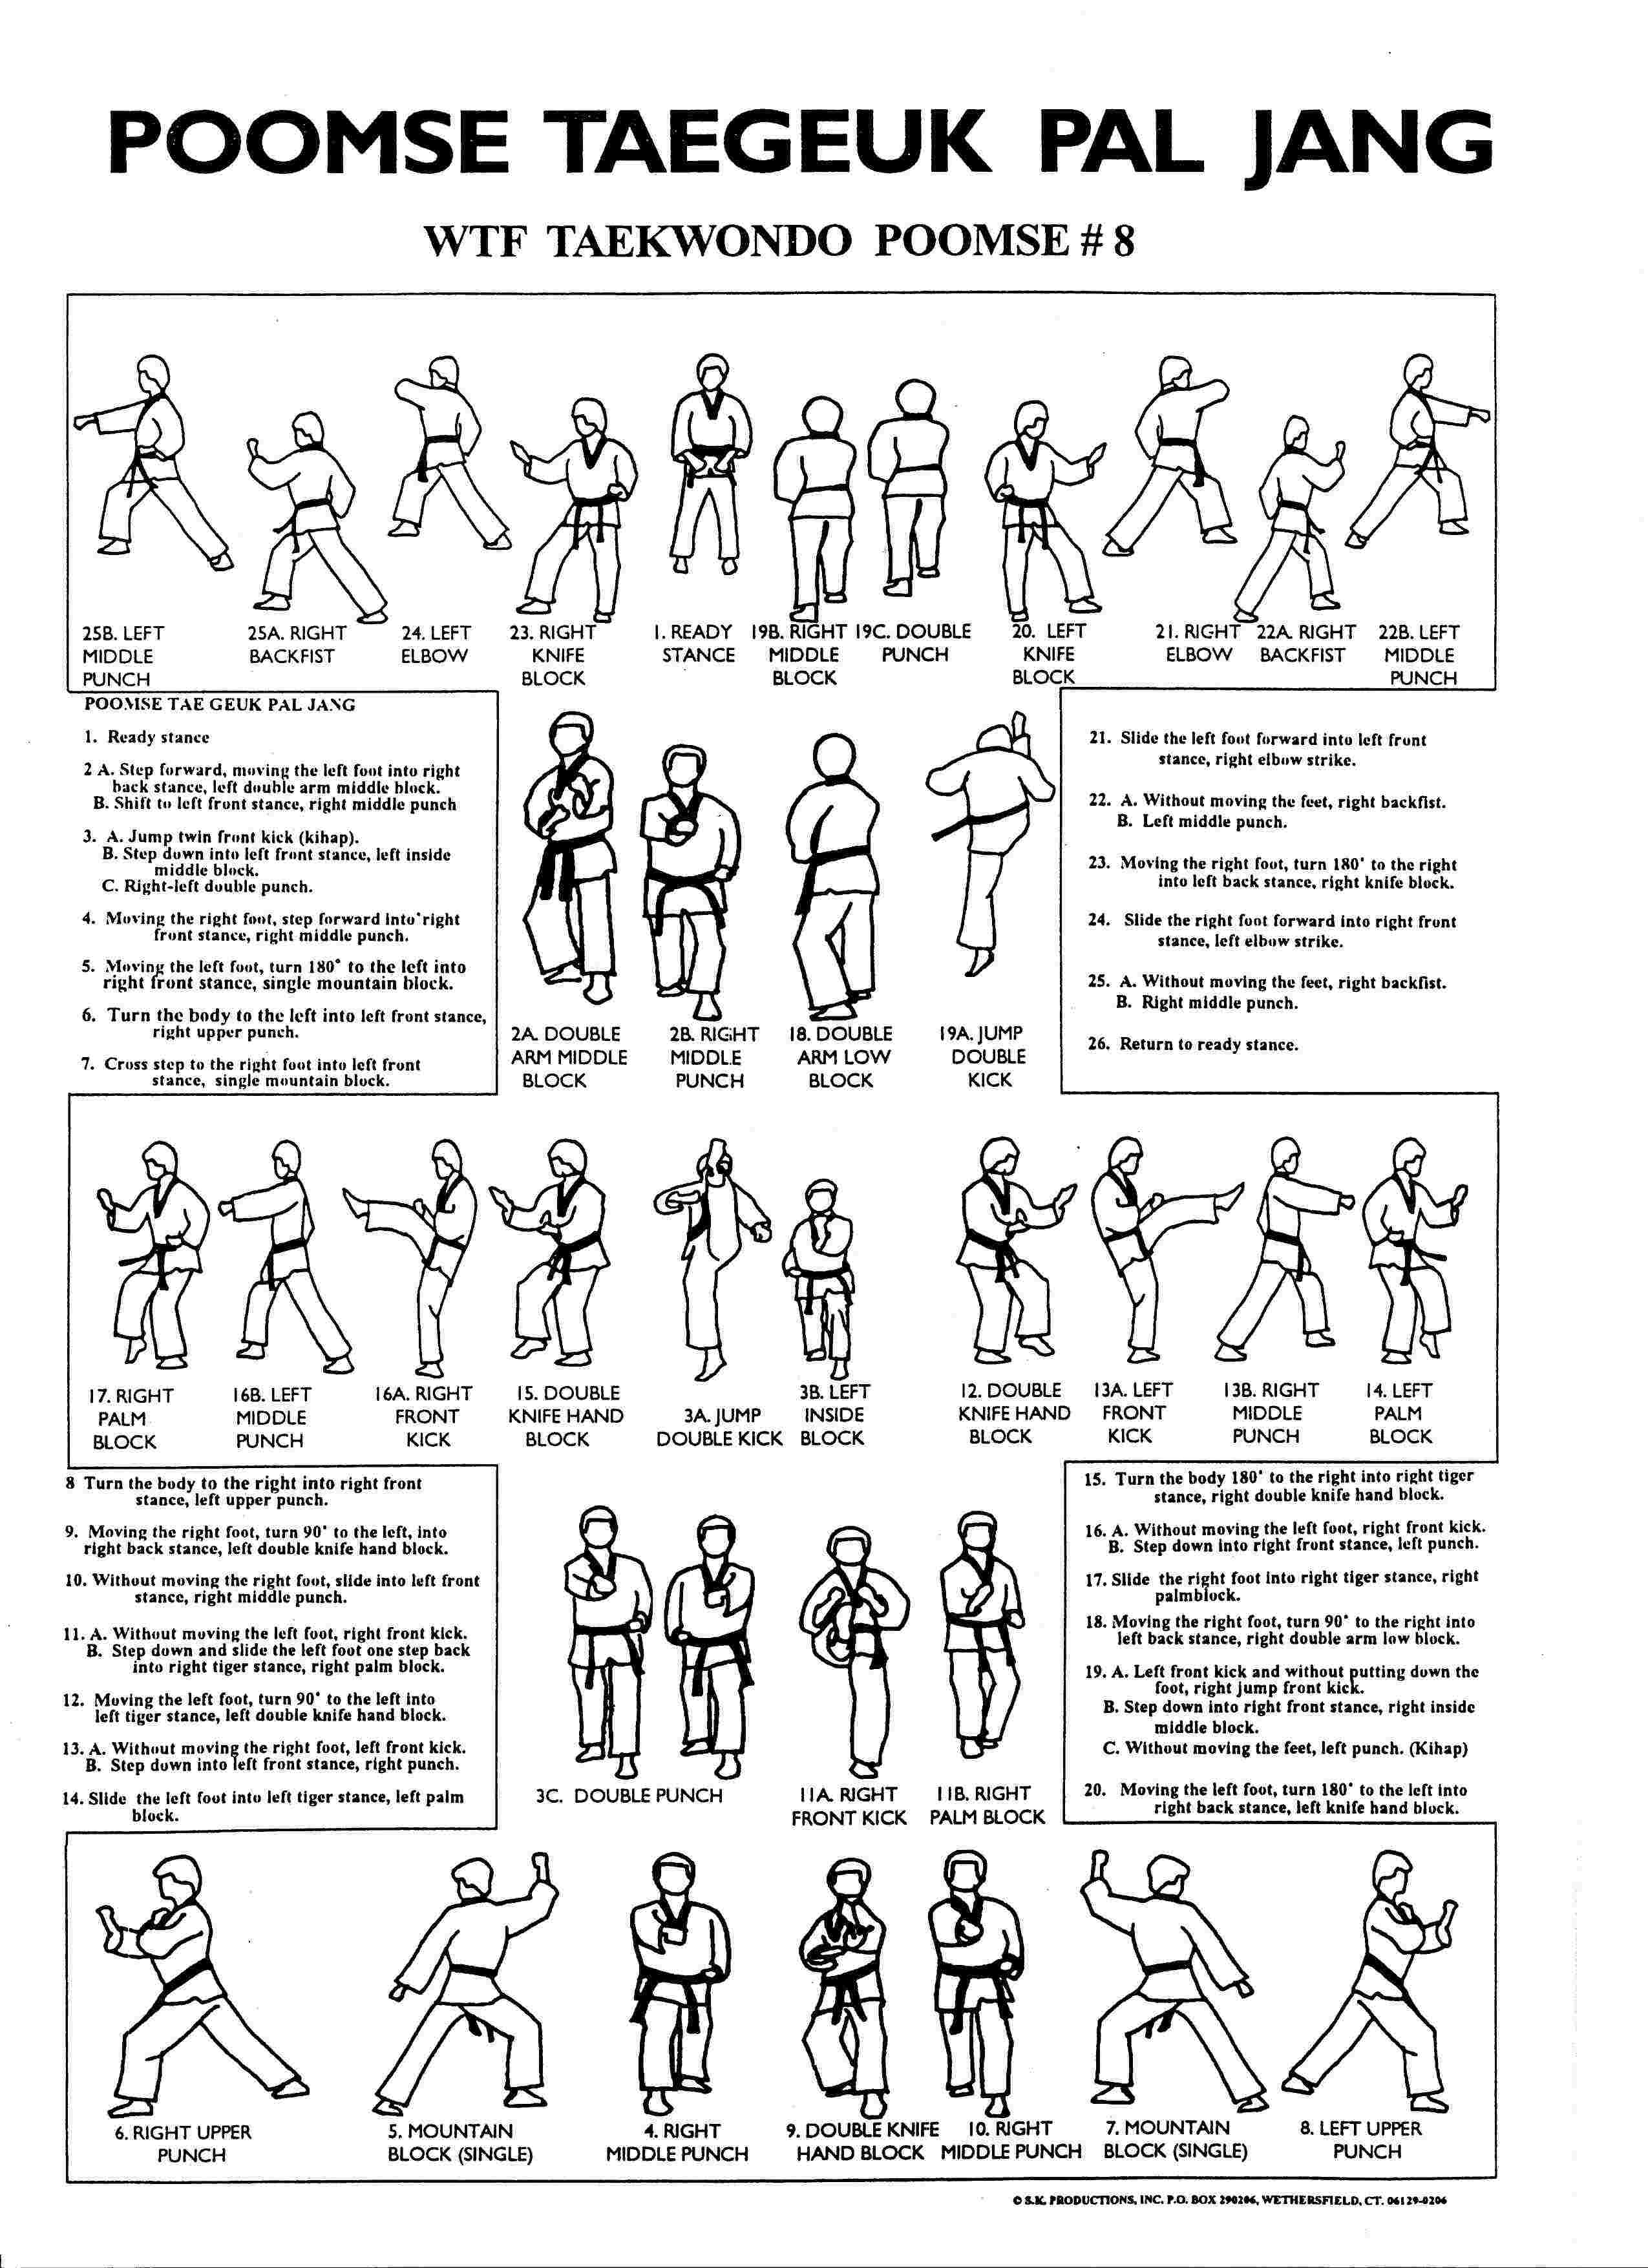 POOMSE TAEGEUK PAL JANG
WTF TAEKWONDO POOMSE # 8
25B. LEFT
MIDDLE
PUNCH
25A. RIGHT
BACKFIST
24. LEFT
ELBOW
23. RIGHT
KNIFE
BLOCK
1. READY
STANCE
19B. RIGHT
MIDDLE
BLOCK
19C. DOUBLE
PUNCH
20. LEFT
KNIFE
BLOCK
21. RIGHT
ELBOW
22A. RIGHT
BACKFIST
22B. LEFT
MIDDLE
PUNCH
POOMSE TAE GEUK PAL JANG
1. Ready stance
2 A. Step forward, moving the left foot into right
back stance, left double arm middle block.
B. Shift to left front stance, right middle punch
3. A. Jump twin front kick (kihap).
B. Step down into left front stance, left inside
middle block.
C. Right-left double punch.
4. Moving the right foot, step forward into right
front stance, right middle punch.
5. Moving the left foot, turn 180° to the left into
right front stance, single mountain block.
6. Turn the body to the left into left front stance,
right upper punch.
7. Cross step to the right foot into left front
stance, single mountain block.
2A. DOUBLE
ARM MIDDLE
BLOCK
2B. RIGHT
MIDDLE
PUNCH
18. DOUBLE
ARM LOW
BLOCK
19A. JUMP
DOUBLE
KICK
21. Slide the left foot forward into left front
stance, right elbow strike.
22. A. Without moving the feet, right backfist.
B. Left middle punch.
23. Moving the right foot, turn 180° to the right
into left back stance, right knife block.
24. Slide the right foot forward into right front
stance, left elbow strike.
25. A. Without moving the feet, right backfist.
B. Right middle punch.
26. Return to ready stance.
17. RIGHT
PALM
BLOCK
16B. LEFT
MIDDLE
PUNCH
16A. RIGHT
FRONT
KICK
15. DOUBLE
KNIFE HAND
BLOCK
3A. JUMP
DOUBLE KICK
3B. LEFT
INSIDE
BLOCK
12. DOUBLE
KNIFE HAND
BLOCK
13A. LEFT
FRONT
KICK
13B. RIGHT
MIDDLE
PUNCH
14. LEFT
PALM
BLOCK
8 Turn the body to the right into right front
stance, left upper punch.
9. Moving the right foot, turn 90° to the left, into
right back stance, left double knife hand block.
10. Without moving the right foot, slide into left front
stance, right middle punch.
11. A. Without moving the left foot, right front kick.
B. Step down and slide the left foot one step back
into right tiger stance, right palm block.
12. Moving the left foot, turn 90° to the left into
left tiger stance, left double knife hand block.
13. A. Without moving the right foot, left front kick.
B. Step down into left front stance, right punch.
14. Slide the left foot into left tiger stance, left palm
block.
3C. DOUBLE PUNCH
11A. RIGHT
FRONT KICK
11B. RIGHT
PALM BLOCK
15. Turn the body 180° to the right into right tiger
stance, right double knife hand block.
16. A. Without moving the left foot, right front kick.
B. Step down into right front stance, left punch.
17. Slide the right foot into right tiger stance, right
palmblock.
18. Moving the right foot, turn 90° to the right into
left back stance, right double arm low block.
19. A. Left front kick and without putting down the
foot, right jump front kick.
B. Step down into right front stance, right inside
middle block.
C. Without moving the feet, left punch. (Kihap)
20. Moving the left foot, turn 180° to the left into
right back stance, left knife hand block.
6. RIGHT UPPER
PUNCH
5. MOUNTAIN
BLOCK (SINGLE)
4. RIGHT
MIDDLE PUNCH
9. DOUBLE KNIFE
HAND BLOCK
10. RIGHT
MIDDLE PUNCH
7. MOUNTAIN
BLOCK (SINGLE)
8. LEFT UPPER
PUNCH
© S.K. PRODUCTIONS, INC. P.O. BOX 290206, WETHERSFIELD, CT. 06129-0206